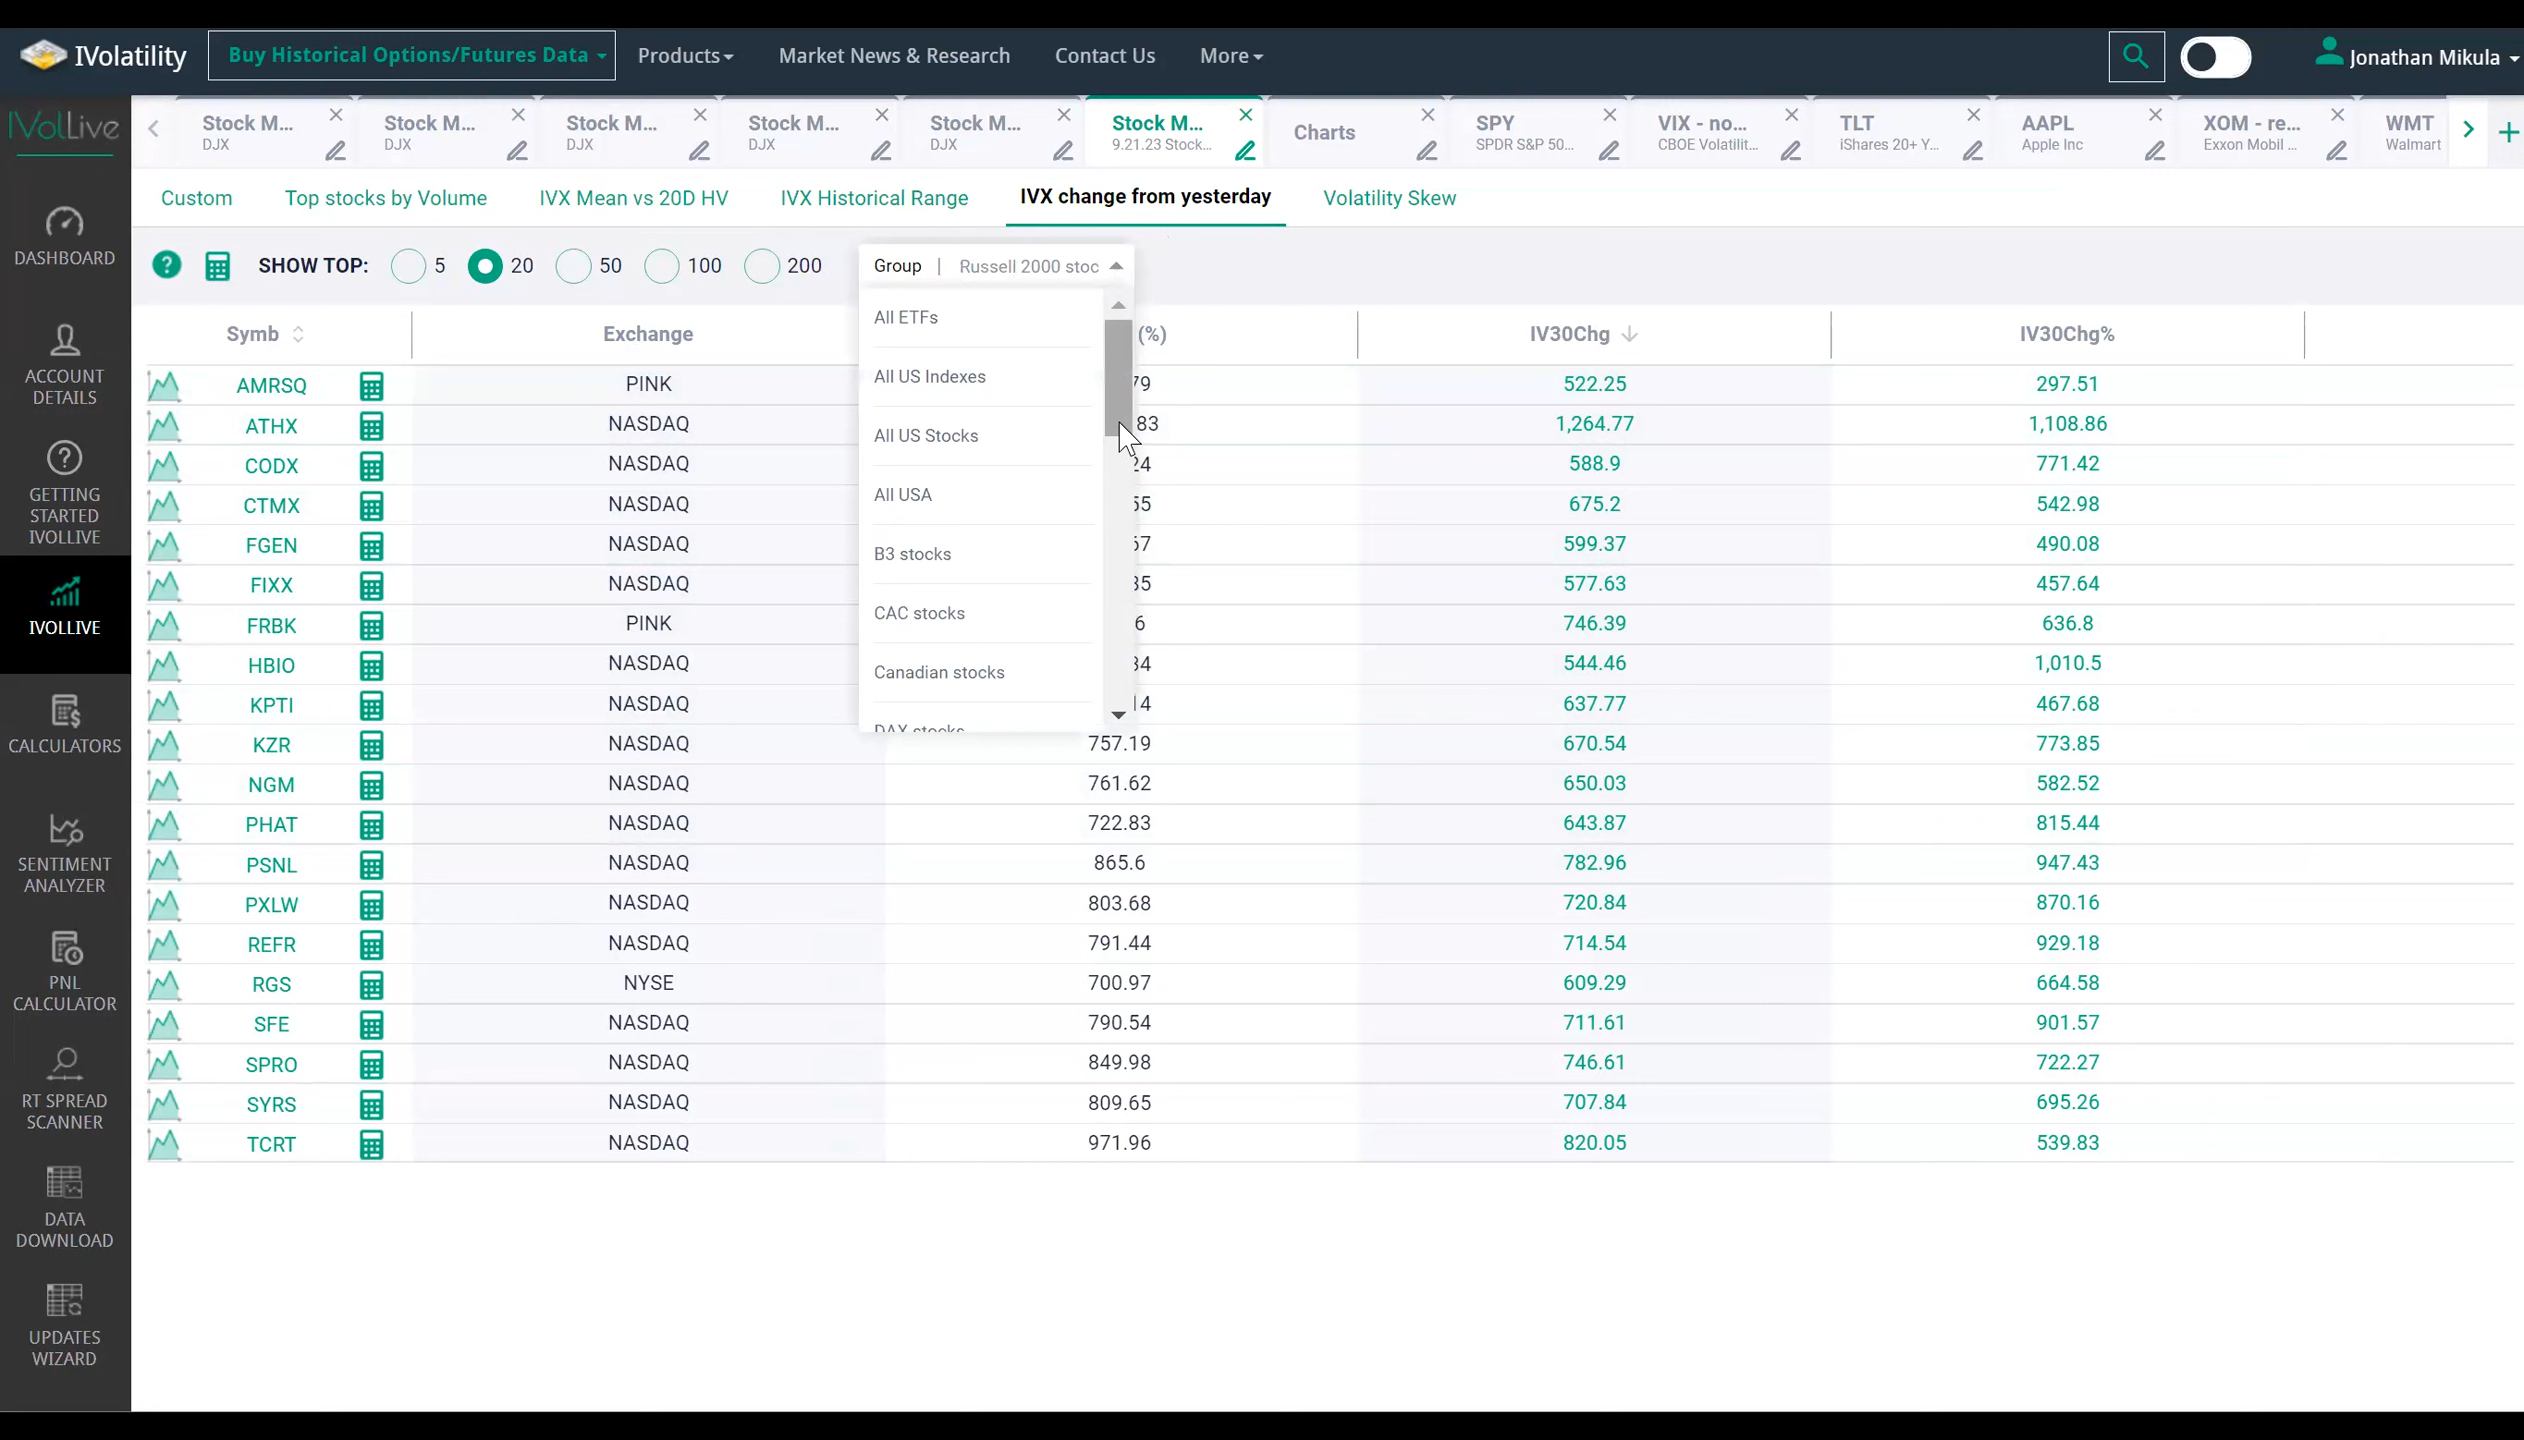 IVolatility
Buy Historical Options/Futures Data
Products
Market News & Research
Contact Us
More
Jonathan Mikula
IVolLive
Stock M...
DJX
Stock M...
DJX
Stock M...
DJX
Stock M...
DJX
Stock M...
DJX
Stock M...
9.21.23 Stock...
Charts
SPY
SPDR S&P 50...
VIX - no...
CBOE Volatilit...
TLT
iShares 20+ Y...
AAPL
Apple Inc
XOM - re...
Exxon Mobil ...
WMT
Walmart
Custom
Top stocks by Volume
IVX Mean vs 20D HV
IVX Historical Range
IVX change from yesterday
Volatility Skew
SHOW TOP: 5 20 50 100 200
Group | Russell 2000 stoc
All ETFs
All US Indexes
All US Stocks
All USA
B3 stocks
CAC stocks
Canadian stocks
DAX stocks
DASHBOARD
ACCOUNT
DETAILS
GETTING
STARTED
IVOLLIVE
IVOLLIVE
CALCULATORS
SENTIMENT
ANALYZER
PNL
CALCULATOR
RT SPREAD
SCANNER
DATA
DOWNLOAD
UPDATES
WIZARD
Symb Exchange (%) IV30Chg IV30Chg%
AMRSQ PINK 79 522.25 297.51
ATHX NASDAQ 83 1,264.77 1,108.86
CODX NASDAQ 24 588.9 771.42
CTMX NASDAQ 55 675.2 542.98
FGEN NASDAQ 67 599.37 490.08
FIXX NASDAQ 35 577.63 457.64
FRBK PINK 6 746.39 636.8
HBIO NASDAQ 34 544.46 1,010.5
KPTI NASDAQ 14 637.77 467.68
KZR NASDAQ 757.19 670.54 773.85
NGM NASDAQ 761.62 650.03 582.52
PHAT NASDAQ 722.83 643.87 815.44
PSNL NASDAQ 865.6 782.96 947.43
PXLW NASDAQ 803.68 720.84 870.16
REFR NASDAQ 791.44 714.54 929.18
RGS NYSE 700.97 609.29 664.58
SFE NASDAQ 790.54 711.61 901.57
SPRO NASDAQ 849.98 746.61 722.27
SYRS NASDAQ 809.65 707.84 695.26
TCRT NASDAQ 971.96 820.05 539.83